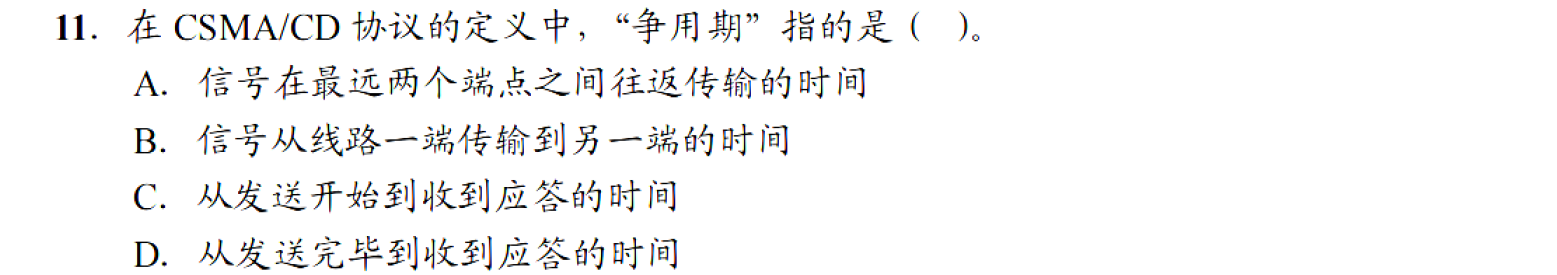 11. 在 CSMA/CD 协议的定义中，“争用期”指的是（ ）。
A. 信号在最远两个端点之间往返传输的时间
B. 信号从线路一端传输到另一端的时间
C. 从发送开始到收到应答的时间
D. 从发送完毕到收到应答的时间